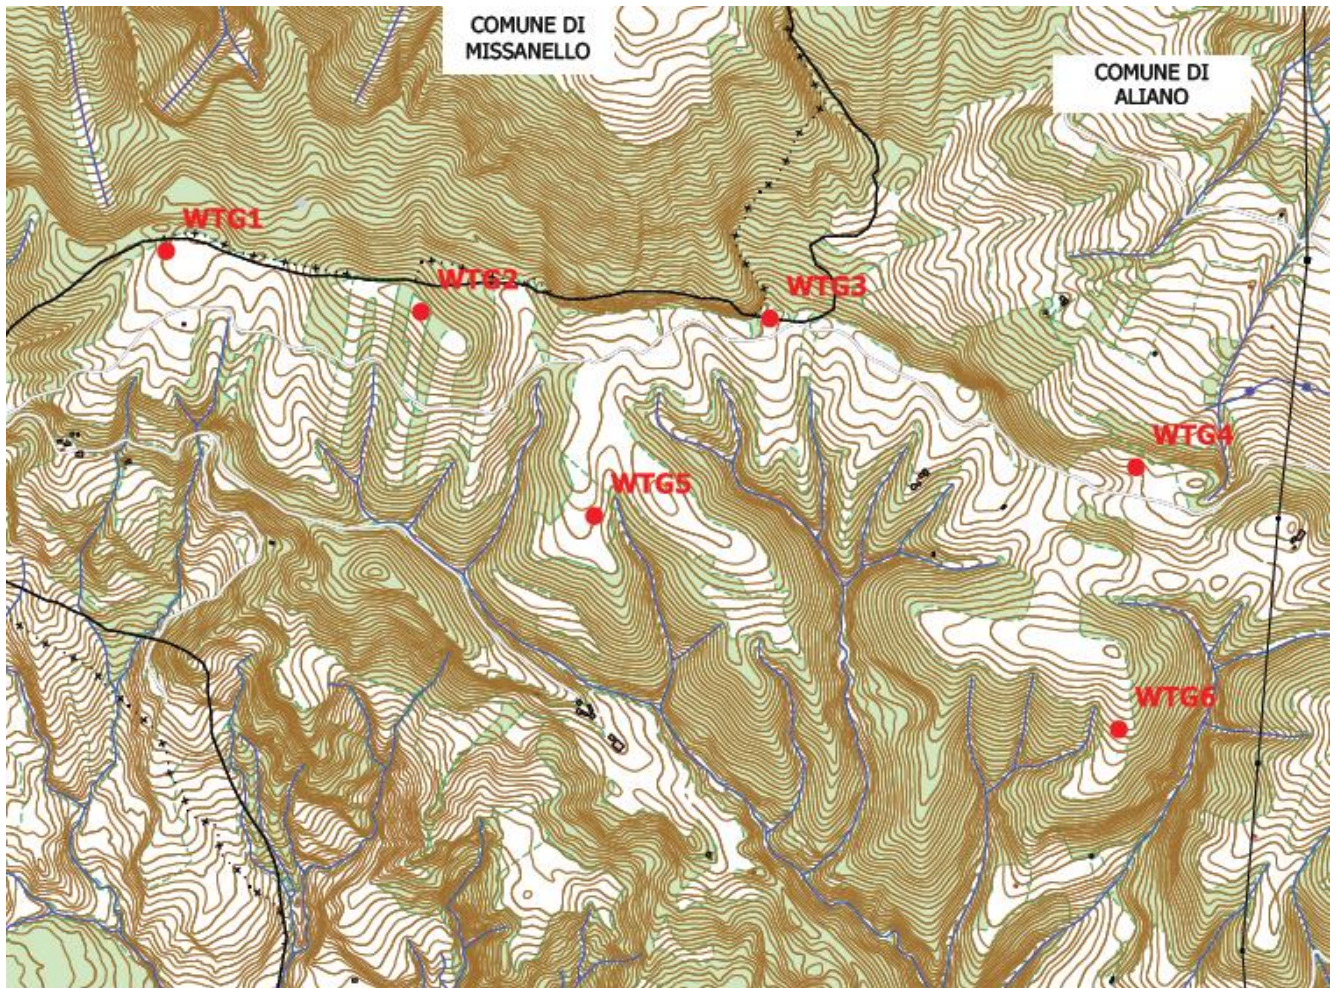 COMUNE DI
MISSANELLO
COMUNE DI
ALIANO
WTG1
WTG2
WTG3
WTG4
WTG5
WTG6